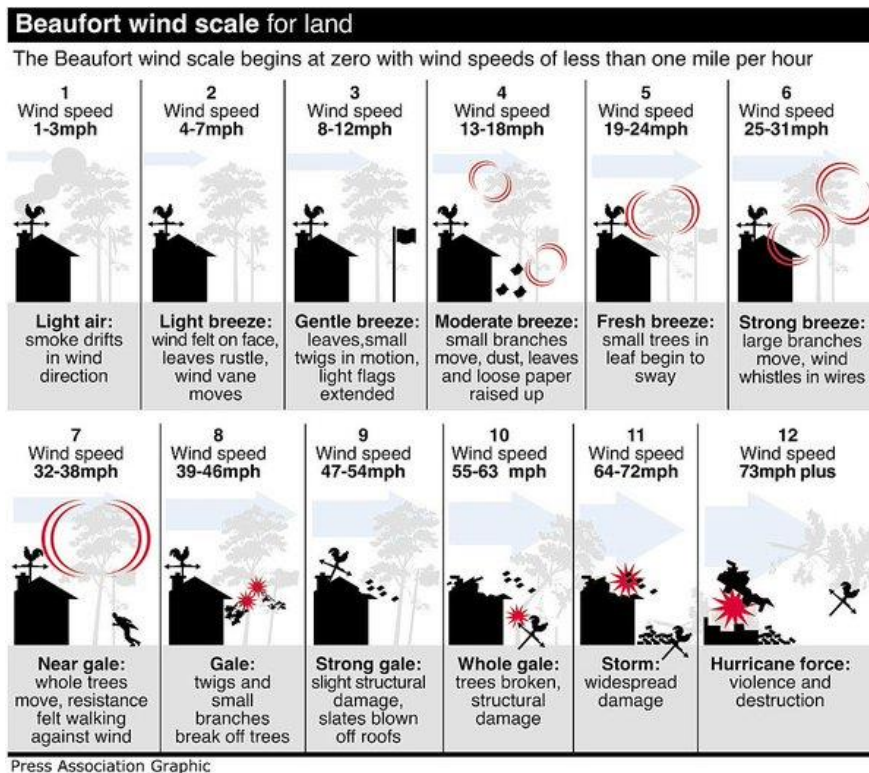 Beaufort wind scale for land
The Beaufort wind scale begins at zero with wind speeds of less than one mile per hour
1
Wind speed
1-3mph
Light air:
smoke drifts
in wind
direction
2
Wind speed
4-7mph
Light breeze:
wind felt on face,
leaves rustle,
wind vane
moves
3
Wind speed
8-12mph
Gentle breeze:
leaves,small
twigs in motion,
light flags
extended
4
Wind speed
13-18mph
Moderate breeze:
small branches
move, dust, leaves
and loose paper
raised up
5
Wind speed
19-24mph
Fresh breeze:
small trees in
leaf begin to
sway
6
Wind speed
25-31mph
Strong breeze:
large branches
move, wind
whistles in wires
7
Wind speed
32-38mph
Near gale:
whole trees
move, resistance
felt walking
against wind
8
Wind speed
39-46mph
Gale:
twigs and
small
branches
break off trees
9
Wind speed
47-54mph
Strong gale:
slight structural
damage,
slates blown
off roofs
10
Wind speed
55-63 mph
Whole gale:
trees broken,
structural
damage
11
Wind speed
64-72mph
Storm:
widespread
damage
12
Wind speed
73mph plus
Hurricane force:
violence and
destruction
Press Association Graphic